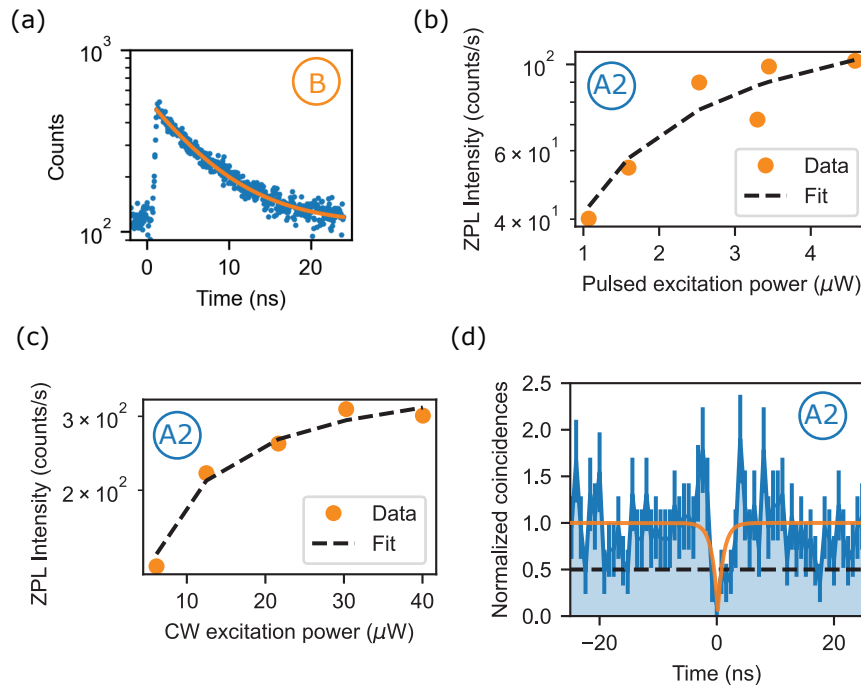 (a)
10³
10²
Counts
0
10
20
Time (ns)
B
(b)
10²
6 × 10¹
4 × 10¹
ZPL Intensity (counts/s)
A2
Data
Fit
1
2
3
4
Pulsed excitation power (μW)
(c)
3 × 10²
2 × 10²
ZPL Intensity (counts/s)
A2
Data
Fit
10
20
30
40
CW excitation power (μW)
(d)
2.5
2.0
1.5
1.0
0.5
0.0
Normalized coincidences
A2
−20
0
20
Time (ns)